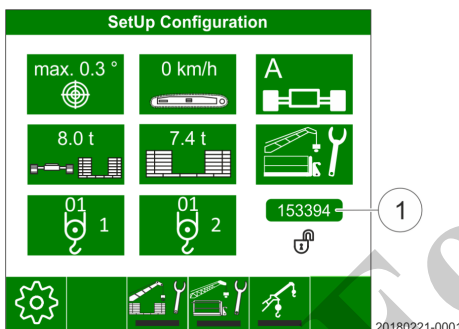 SetUp Configuration
max. 0.3 °
0 km/h
A
8.0 t
7.4 t
01
1
01
2
153394
1
20180221-0001